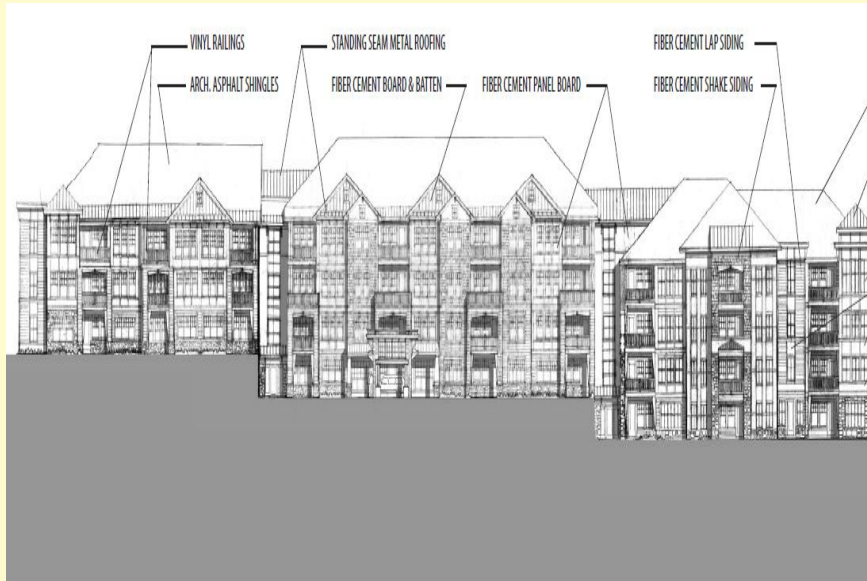 VINYL RAILINGS
STANDING SEAM METAL ROOFING
FIBER CEMENT LAP SIDING
ARCH. ASPHALT SHINGLES
FIBER CEMENT BOARD & BATTEN
FIBER CEMENT PANEL BOARD
FIBER CEMENT SHAKE SIDING